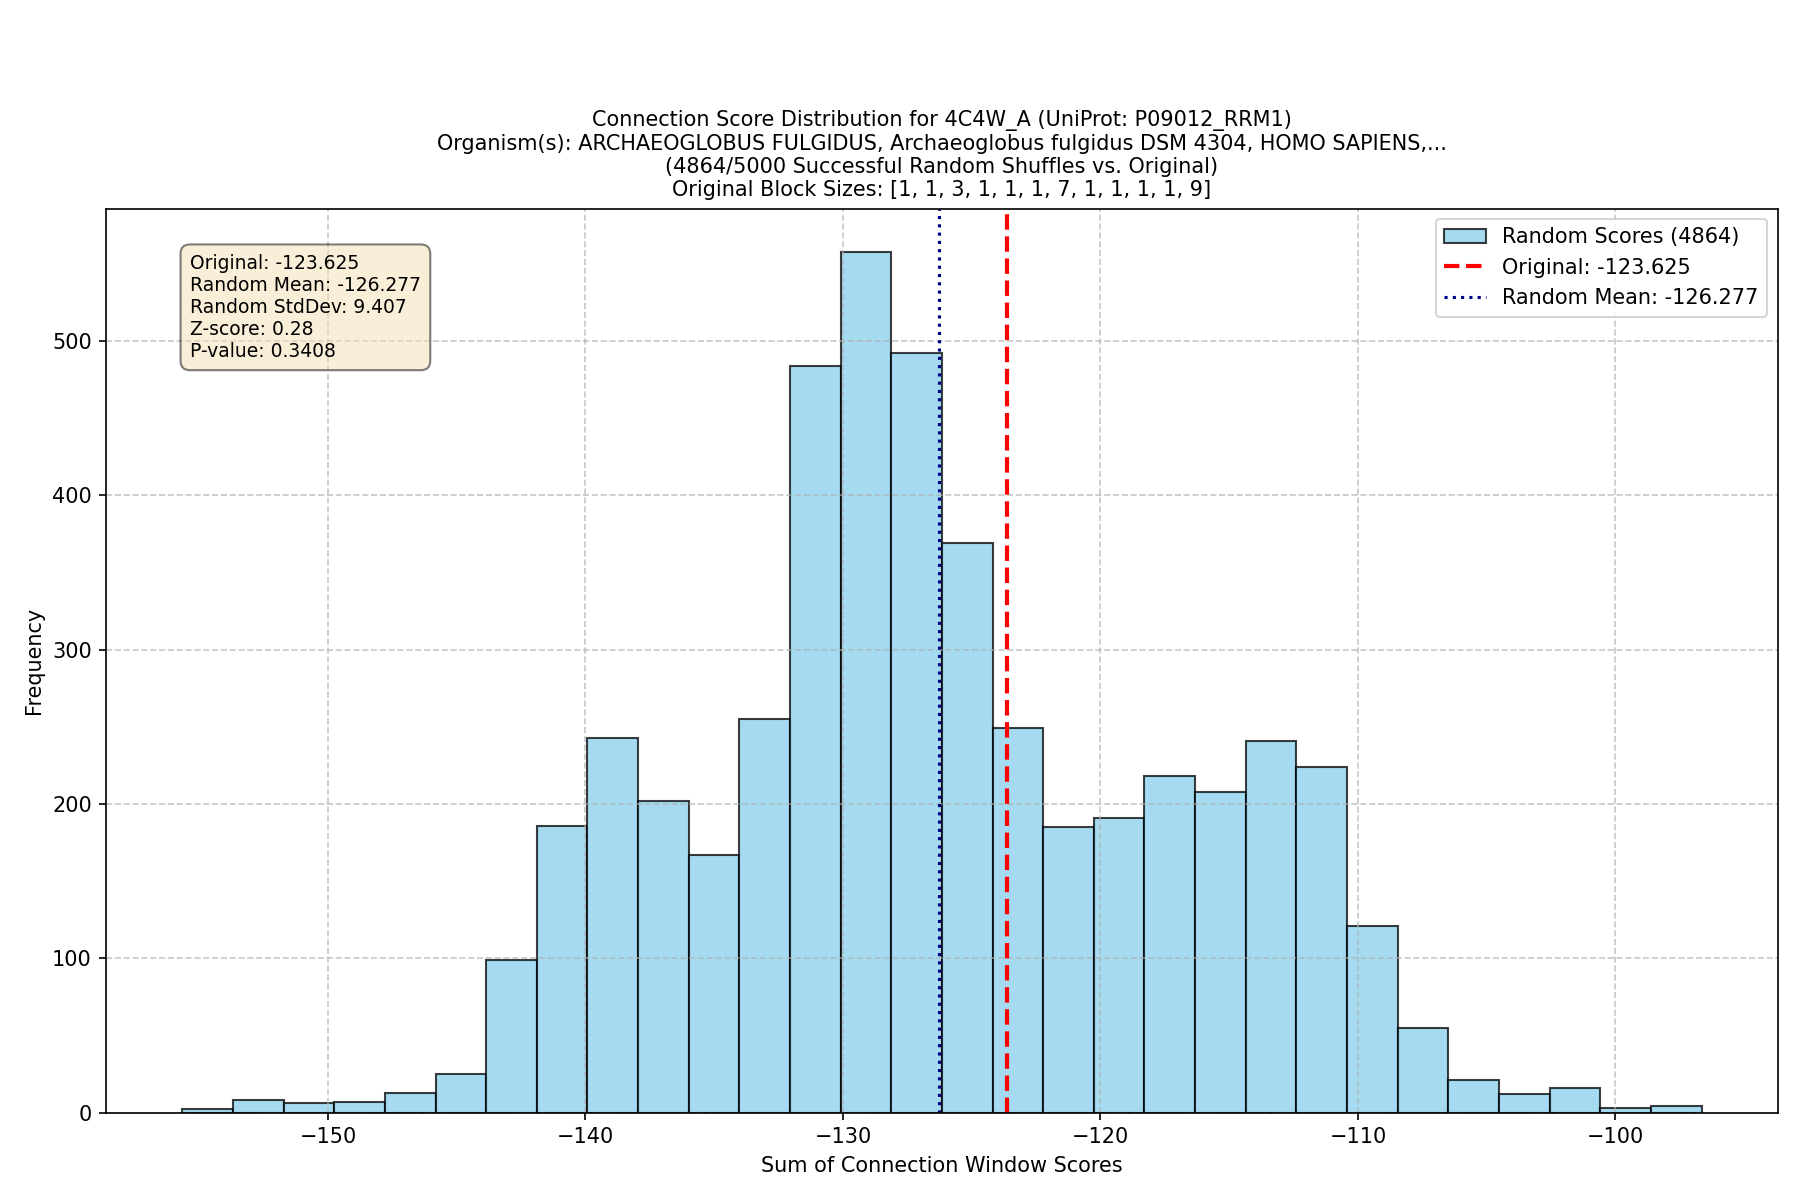 Connection Score Distribution for 4C4W_A (UniProt: P09012_RRM1)
Organism(s): ARCHAEOGLOBUS FULGIDUS, Archaeoglobus fulgidus DSM 4304, HOMO SAPIENS,...
(4864/5000 Successful Random Shuffles vs. Original)
Original Block Sizes: [1, 1, 3, 1, 1, 1, 7, 1, 1, 1, 1, 9]
Original: -123.625
Random Mean: -126.277
Random StdDev: 9.407
Z-score: 0.28
P-value: 0.3408
Random Scores (4864)
Original: -123.625
Random Mean: -126.277
Frequency
500
400
300
200
100
0
−150 −140 −130 −120 −110 −100
Sum of Connection Window Scores